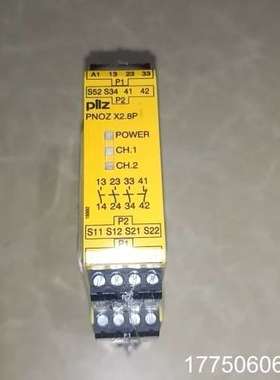 A1 13 23 33
P1
S52 S34 41 42
P2
pilz
PNOZ X2.8P
POWER
CH.1
CH.2
13 23 33 41
14 24 34 42
P2
S11 S12 S21 S22
P1
17750606